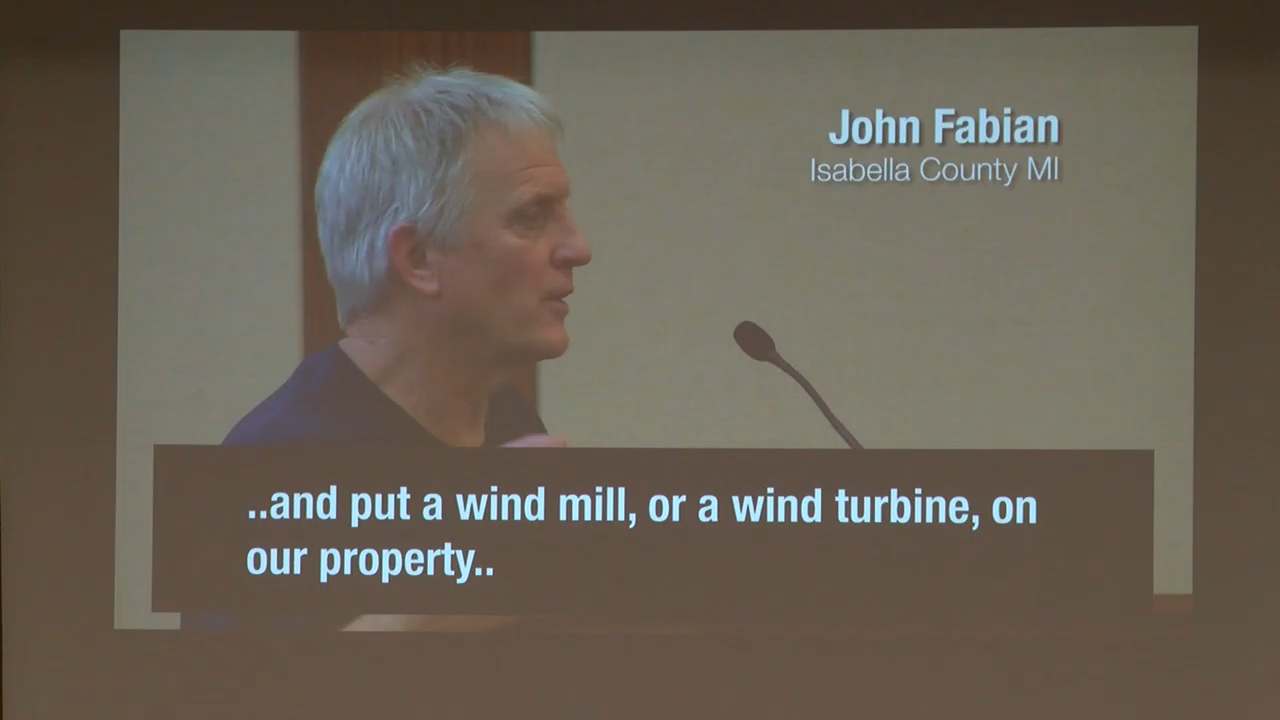 John Fabian
Isabella County MI
..and put a wind mill, or a wind turbine, on
our property..